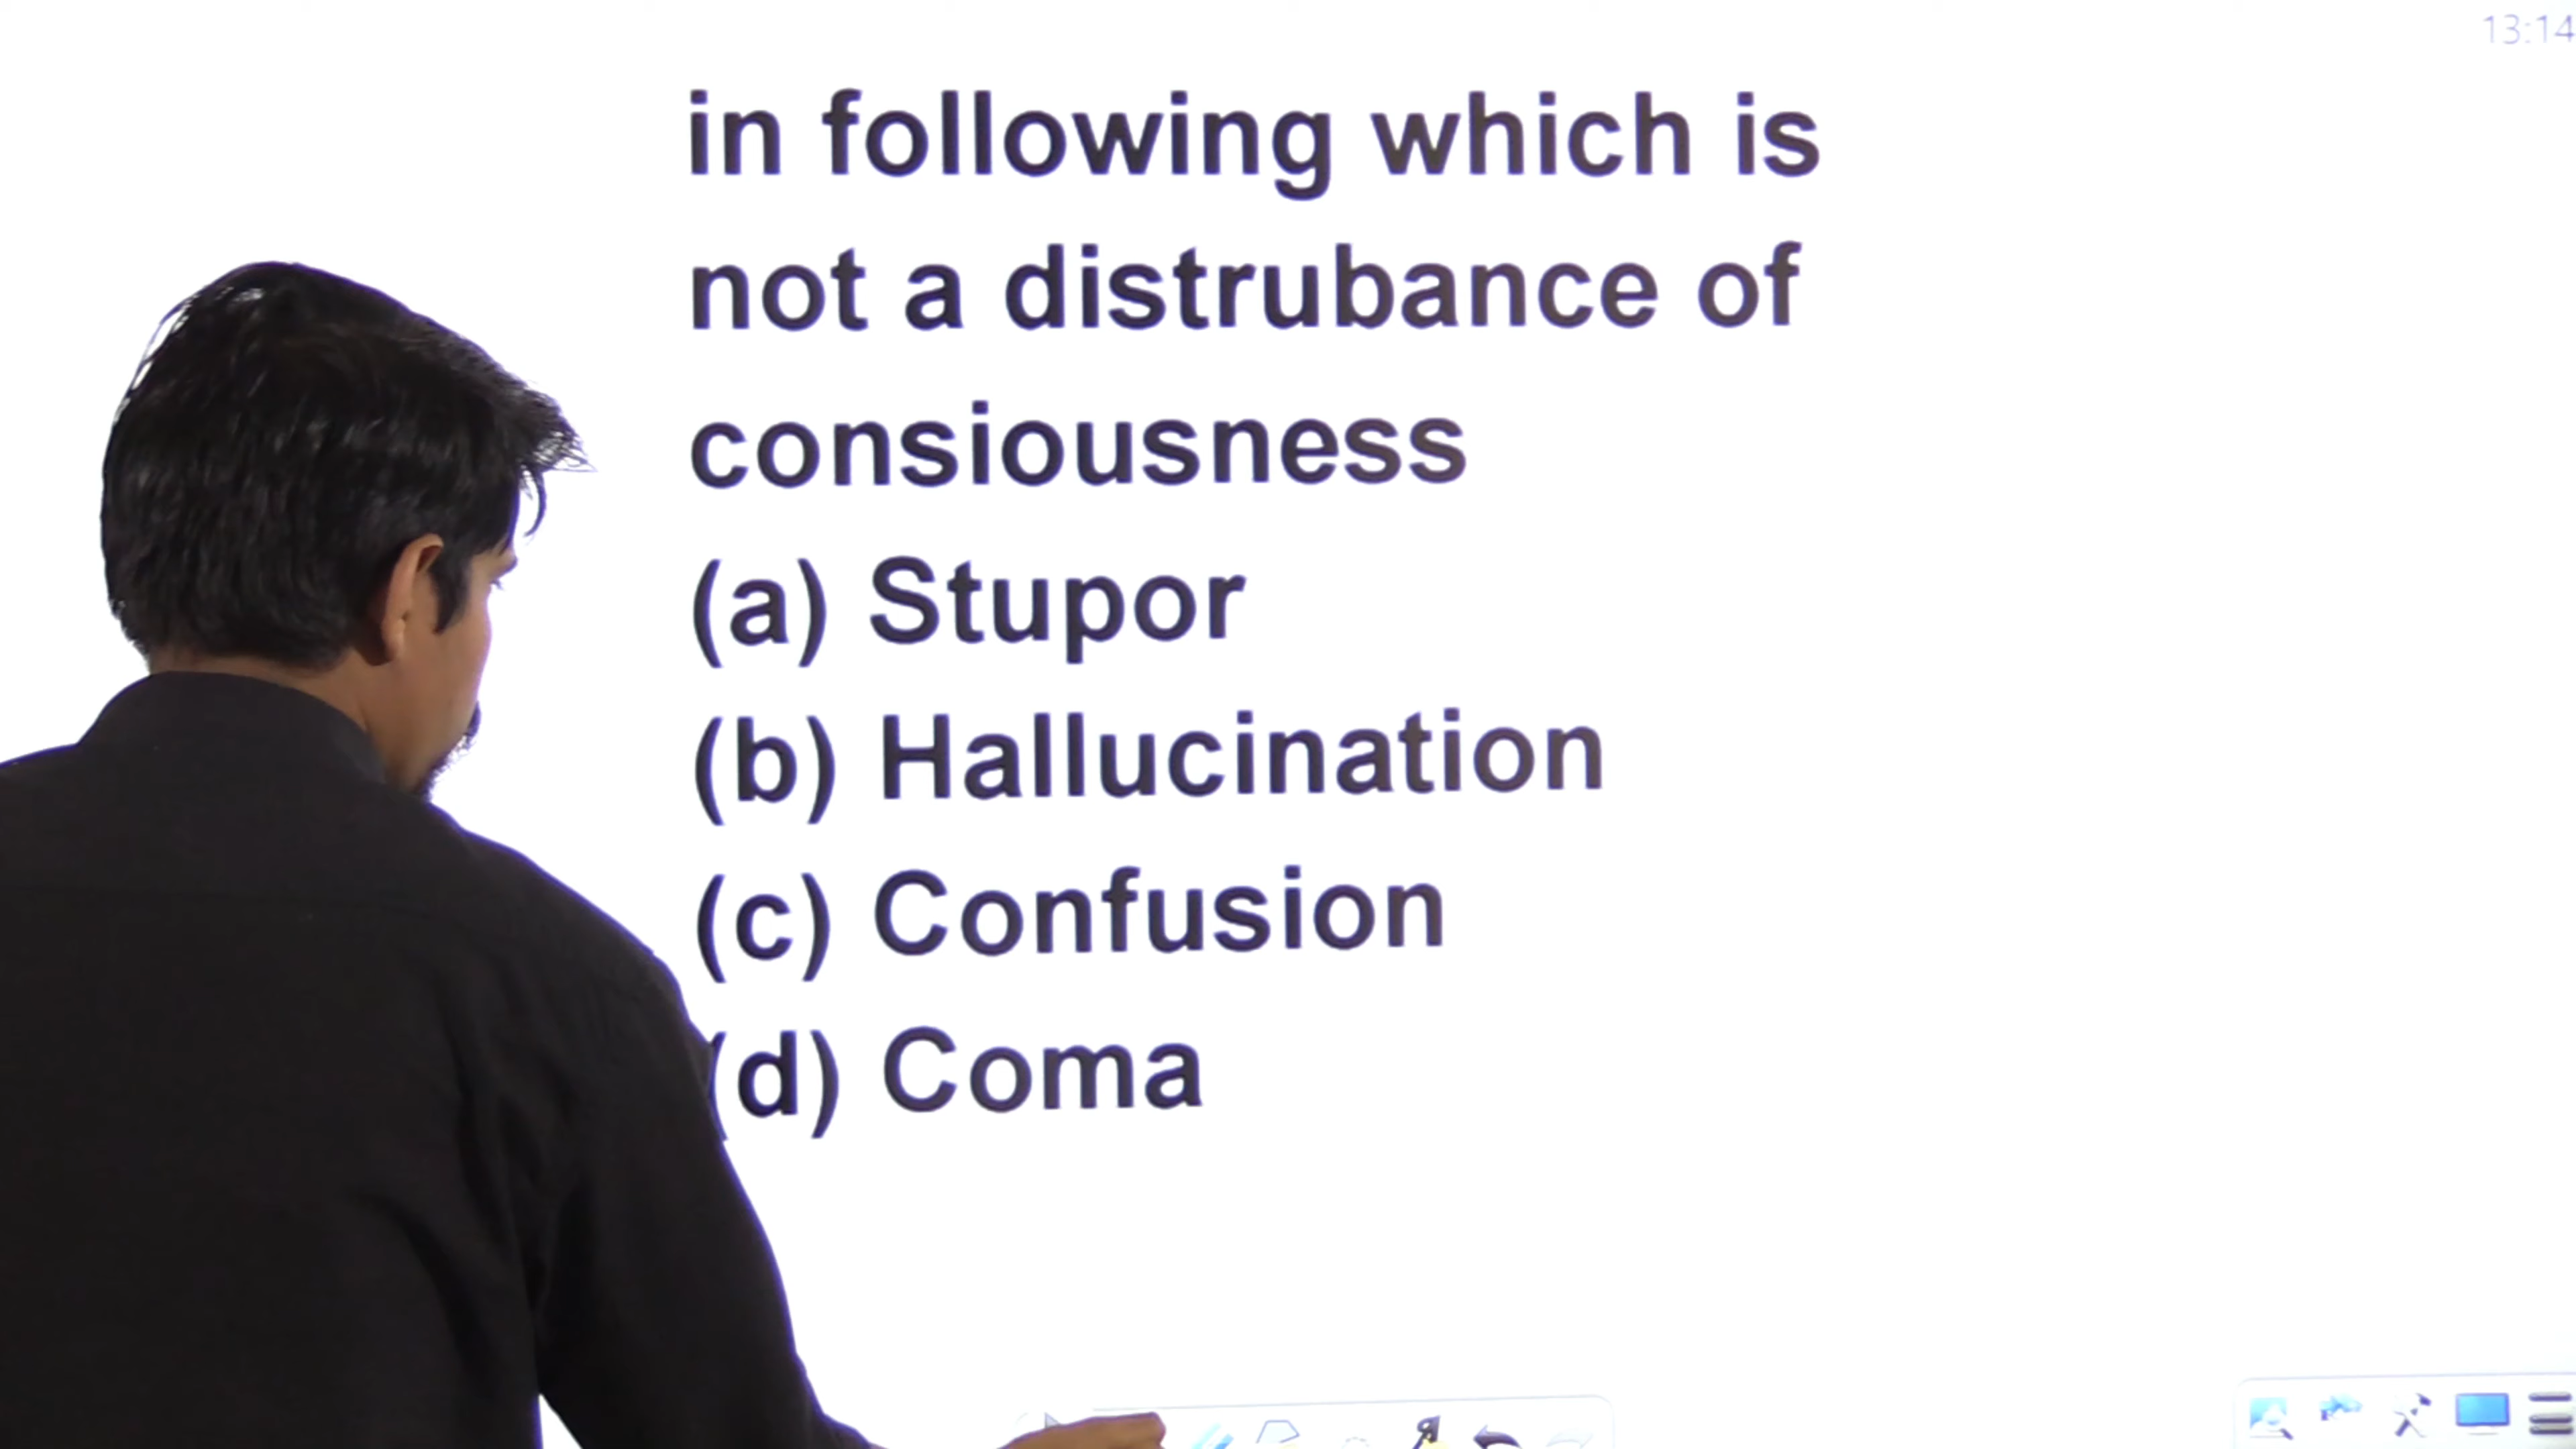 13:14
in following which is
not a distrubance of
consiousness
(a) Stupor
(b) Hallucination
(c) Confusion
(d) Coma